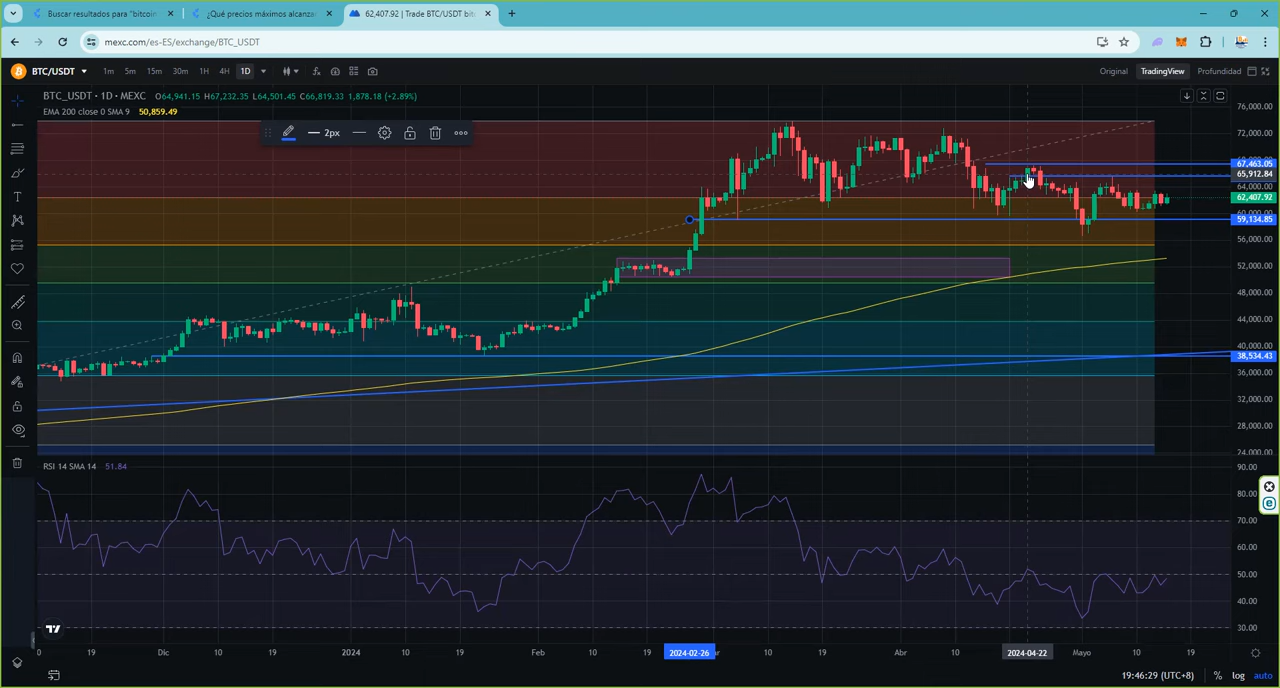 Buscar resultados para "bitcoin
¿Qué precios máximos alcanzar
62,407.92 | Trade BTC/USDT bit
mexc.com/es-ES/exchange/BTC_USDT
BTC/USDT 1m 5m 15m 30m 1H 4H 1D Original TradingView Profundidad
BTC_USDT · 1D · MEXC O64,941.15 H67,232.35 L64,501.45 C66,819.33 1,878.18 (+2.89%)
EMA 200 close 0 SMA 9 50,859.49
2px
76,000.00
72,000.00
67,463.05
65,912.84
64,000.00
62,407.92
59,134.85
56,000.00
52,000.00
48,000.00
44,000.00
40,000.00
38,534.43
36,000.00
32,000.00
28,000.00
24,000.00
RSI 14 SMA 14 51.84
90.00
80.00
70.00
60.00
50.00
40.00
30.00
19 Dic 10 19 2024 10 19 Feb 10 19 2024-02-26 10 19 Abr 10 2024-04-22 Mayo 10 19
19:46:29 (UTC+8) % log auto